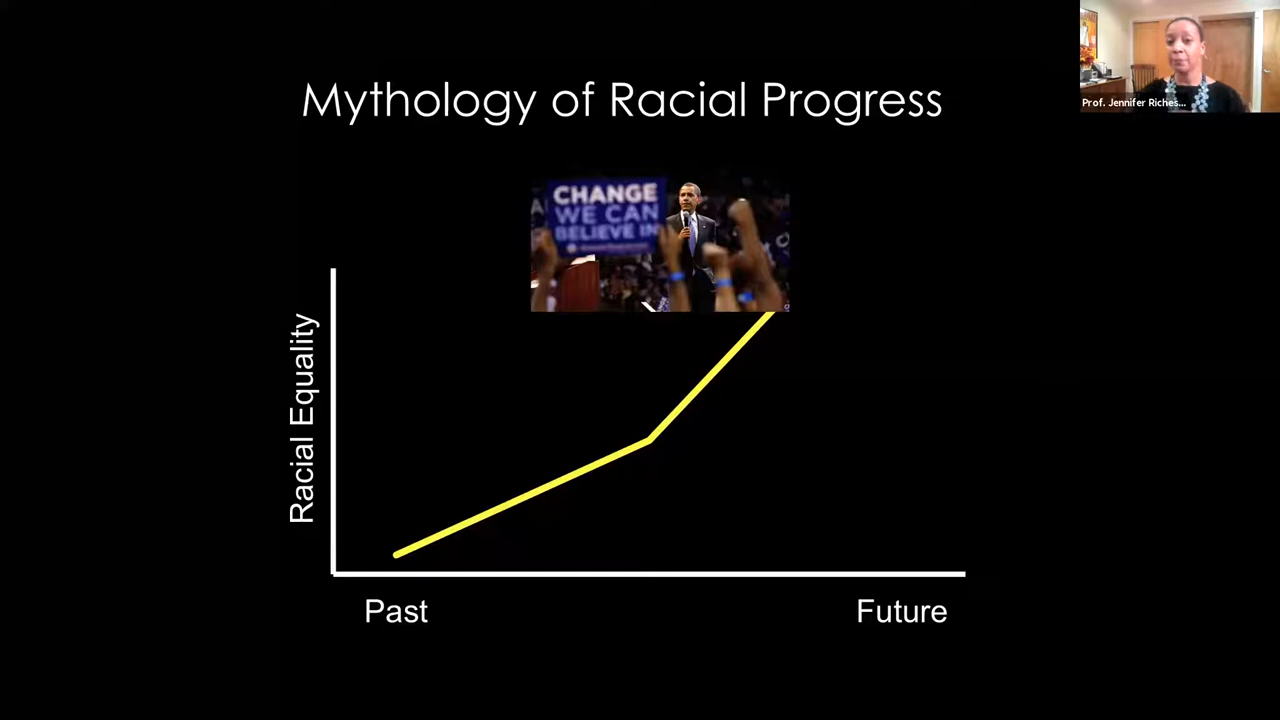 Mythology of Racial Progress
Prof. Jennifer Riches...
CHANGE
WE CAN
BELIEVE IN
Racial Equality
Past
Future